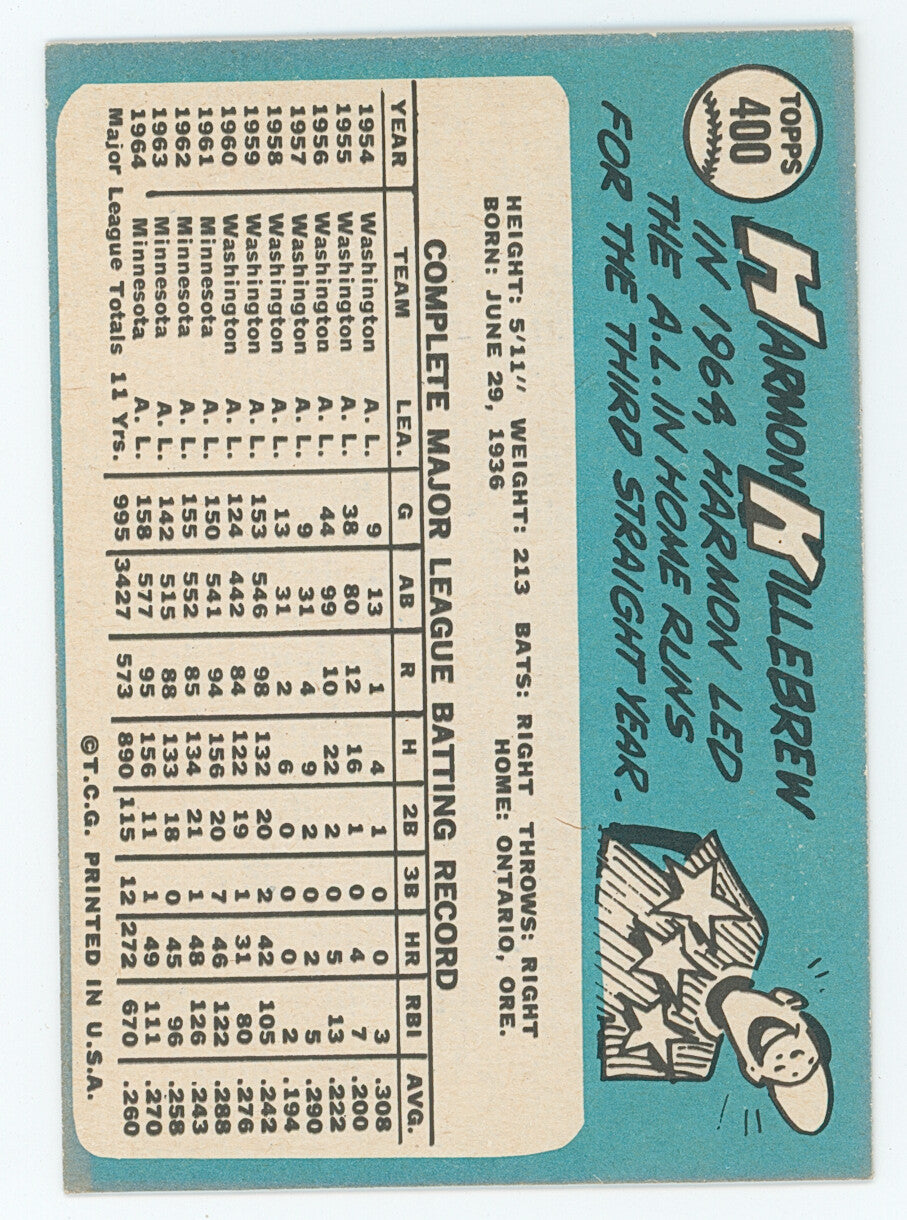 TOPPS
400
HARMON KILLEBREW
IN 1964, HARMON LED
THE A.L. IN HOME RUNS
FOR THE THIRD STRAIGHT YEAR.
HEIGHT: 5'11" WEIGHT: 213 BATS: RIGHT THROWS: RIGHT
BORN: JUNE 29, 1936 HOME: ONTARIO, ORE.
COMPLETE MAJOR LEAGUE BATTING RECORD
YEAR TEAM LEA. G AB R H 2B 3B HR RBI AVG.
1954 Washington A. L. 9 13 1 4 1 0 0 3 .308
1955 Washington A. L. 38 80 12 16 1 0 4 7 .200
1956 Washington A. L. 44 99 10 22 2 0 5 13 .222
1957 Washington A. L. 9 31 4 9 2 0 2 5 .290
1958 Washington A. L. 13 31 2 6 0 0 0 2 .194
1959 Washington A. L. 153 546 98 132 20 2 42 105 .242
1960 Washington A. L. 124 442 84 122 19 1 31 80 .276
1961 Minnesota A. L. 150 541 94 156 20 7 46 122 .288
1962 Minnesota A. L. 155 552 85 134 21 1 48 126 .243
1963 Minnesota A. L. 142 515 88 133 18 0 45 96 .258
1964 Minnesota A. L. 158 577 95 156 11 1 49 111 .270
Major League Totals 11 Yrs. 995 3427 573 890 115 12 272 670 .260
©T.C.G. PRINTED IN U.S.A.